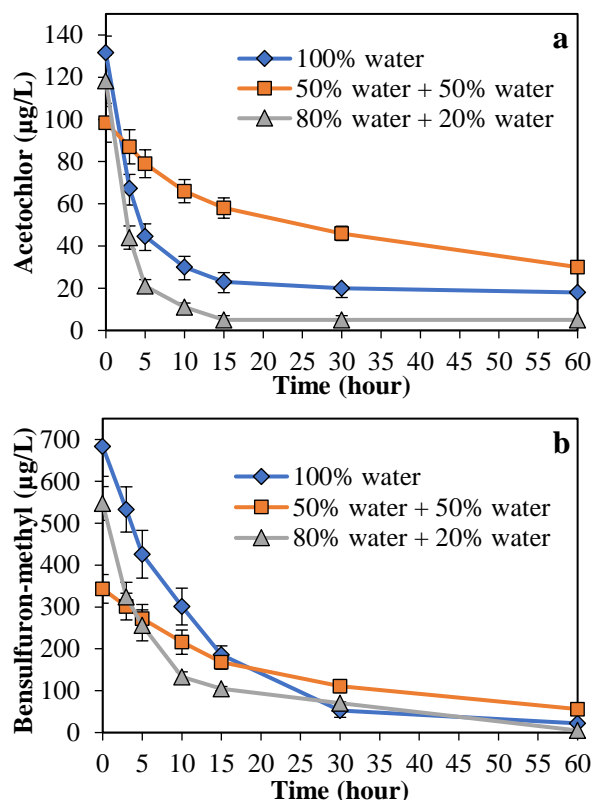 a
100% water
50% water + 50% water
80% water + 20% water
Acetochlor (µg/L)
140
120
100
80
60
40
20
0
0 5 10 15 20 25 30 35 40 45 50 55 60
Time (hour)
b
100% water
50% water + 50% water
80% water + 20% water
Bensulfuron-methyl (µg/L)
700
600
500
400
300
200
100
0
0 5 10 15 20 25 30 35 40 45 50 55 60
Time (hour)